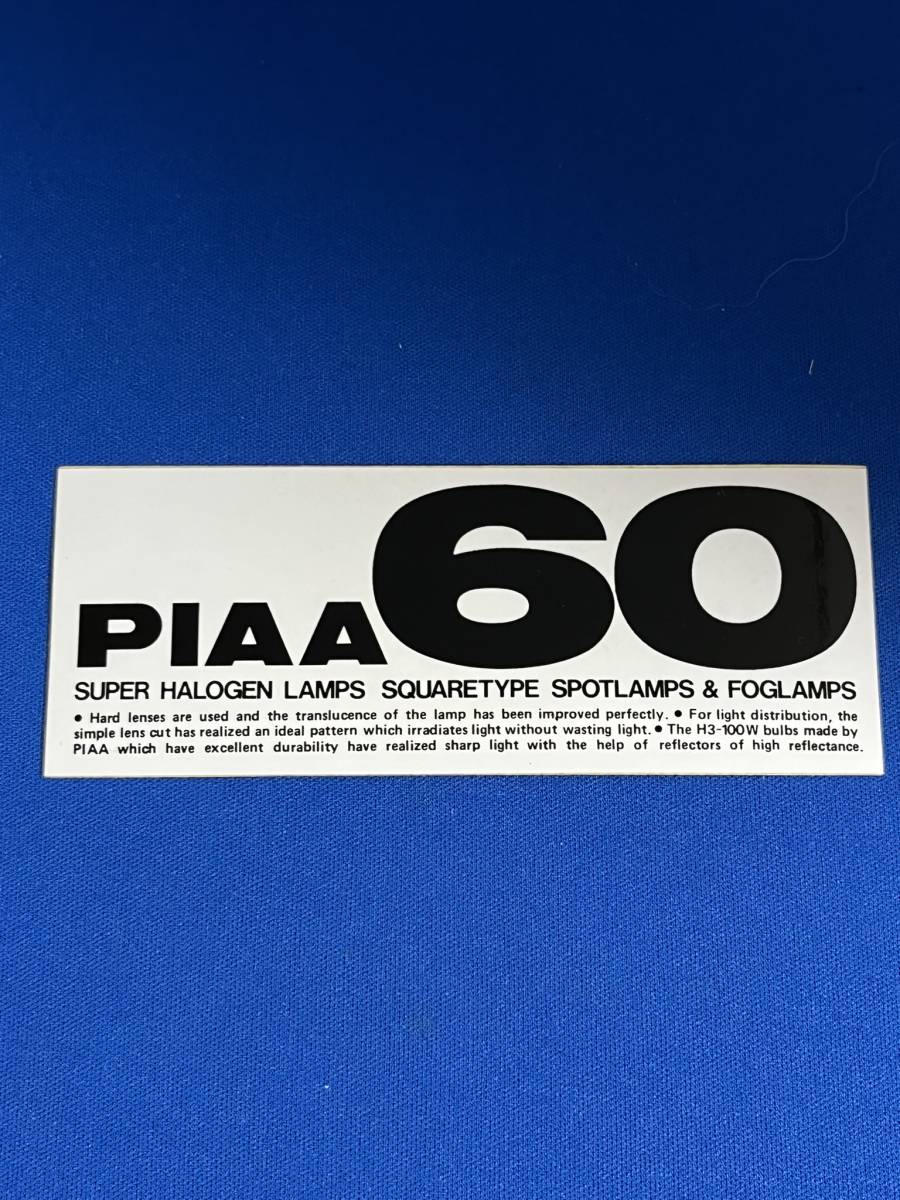 PIAA60
SUPER HALOGEN LAMPS SQUARETYPE SPOTLAMPS & FOGLAMPS
● Hard lenses are used and the translucence of the lamp has been improved perfectly. ● For light distribution, the
simple lens cut has realized an ideal pattern which irradiates light without wasting light. ● The H3-100W bulbs made by
PIAA which have excellent durability have realized sharp light with the help of reflectors of high reflectance.